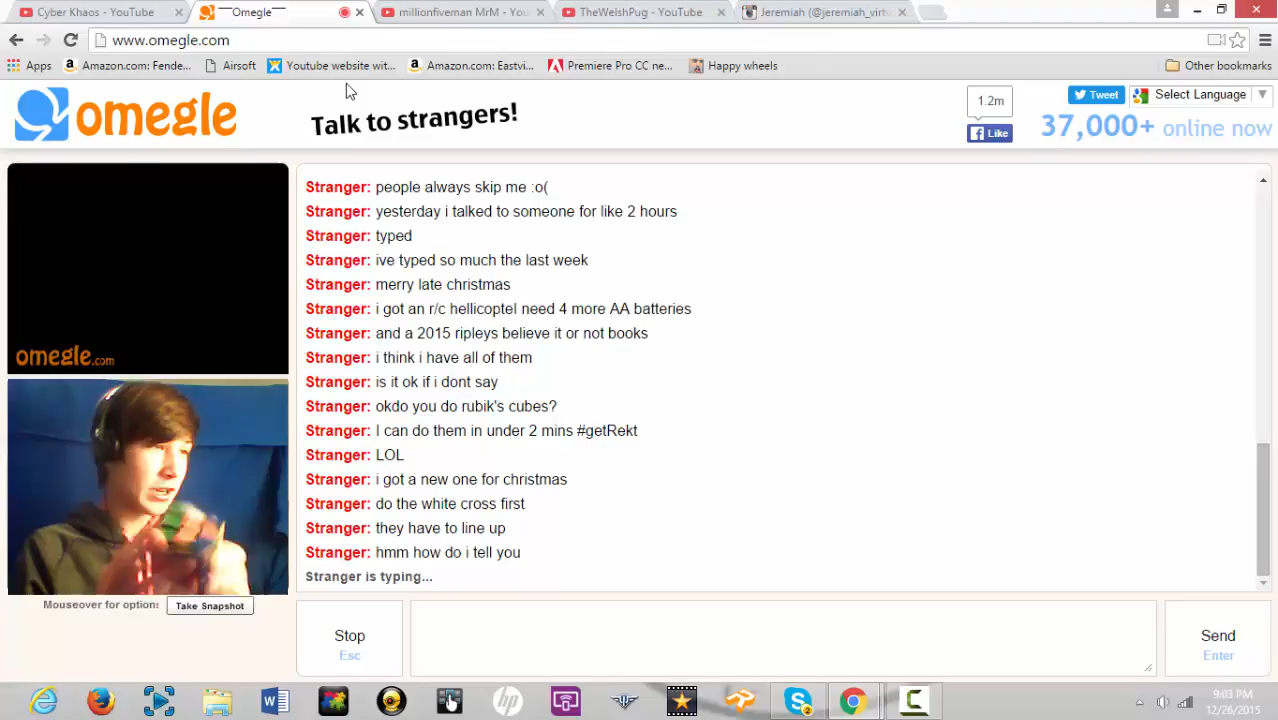 Cyber Khaos - YouTube
Omegle
millionfiveman MrM - You
TheWelshPug - YouTube
Jeremiah (@jeremiah_virtu
www.omegle.com
Apps
Amazon.com: Fende...
Airsoft
Youtube website wit...
Amazon.com: Eastvi...
Premiere Pro CC ne...
Happy wheels
Other bookmarks
omegle
Talk to strangers!
1.2m
Like
Tweet
Select Language
37,000+ online now
Stranger: people always skip me :o(
Stranger: yesterday i talked to someone for like 2 hours
Stranger: typed
Stranger: ive typed so much the last week
Stranger: merry late christmas
Stranger: i got an r/c hellicoptel need 4 more AA batteries
Stranger: and a 2015 ripleys believe it or not books
Stranger: i think i have all of them
Stranger: is it ok if i dont say
Stranger: okdo you do rubik's cubes?
Stranger: I can do them in under 2 mins #getRekt
Stranger: LOL
Stranger: i got a new one for christmas
Stranger: do the white cross first
Stranger: they have to line up
Stranger: hmm how do i tell you
Stranger is typing...
omegle.com
Mouseover for option:
Take Snapshot
Stop
Esc
Send
Enter
9:03 PM
12/26/2015